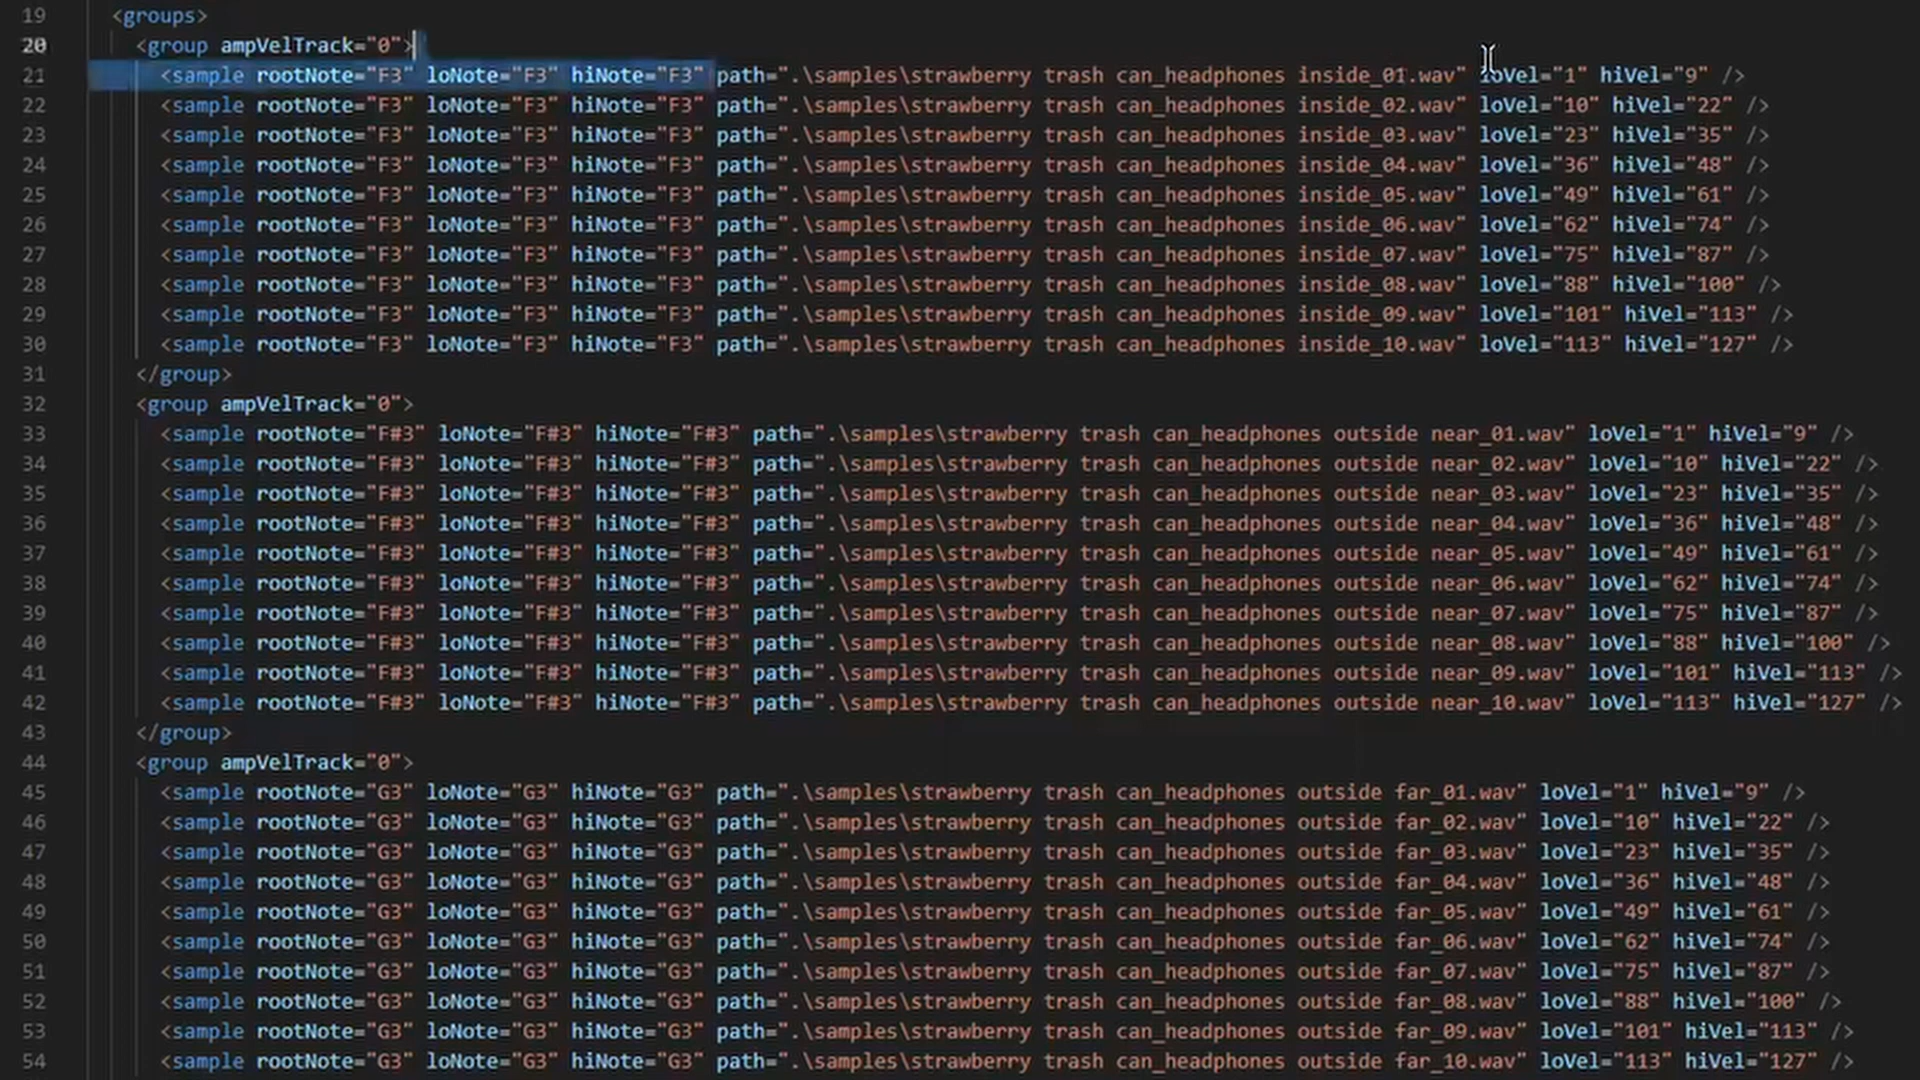 19 <groups>
20 <group ampVelTrack="0">
21 <sample rootNote="F3" loNote="F3" hiNote="F3" path=".\samples\strawberry trash can_headphones inside_01.wav" loVel="1" hiVel="9" />
22 <sample rootNote="F3" loNote="F3" hiNote="F3" path=".\samples\strawberry trash can_headphones inside_02.wav" loVel="10" hiVel="22" />
23 <sample rootNote="F3" loNote="F3" hiNote="F3" path=".\samples\strawberry trash can_headphones inside_03.wav" loVel="23" hiVel="35" />
24 <sample rootNote="F3" loNote="F3" hiNote="F3" path=".\samples\strawberry trash can_headphones inside_04.wav" loVel="36" hiVel="48" />
25 <sample rootNote="F3" loNote="F3" hiNote="F3" path=".\samples\strawberry trash can_headphones inside_05.wav" loVel="49" hiVel="61" />
26 <sample rootNote="F3" loNote="F3" hiNote="F3" path=".\samples\strawberry trash can_headphones inside_06.wav" loVel="62" hiVel="74" />
27 <sample rootNote="F3" loNote="F3" hiNote="F3" path=".\samples\strawberry trash can_headphones inside_07.wav" loVel="75" hiVel="87" />
28 <sample rootNote="F3" loNote="F3" hiNote="F3" path=".\samples\strawberry trash can_headphones inside_08.wav" loVel="88" hiVel="100" />
29 <sample rootNote="F3" loNote="F3" hiNote="F3" path=".\samples\strawberry trash can_headphones inside_09.wav" loVel="101" hiVel="113" />
30 <sample rootNote="F3" loNote="F3" hiNote="F3" path=".\samples\strawberry trash can_headphones inside_10.wav" loVel="113" hiVel="127" />
31 </group>
32 <group ampVelTrack="0">
33 <sample rootNote="F#3" loNote="F#3" hiNote="F#3" path=".\samples\strawberry trash can_headphones outside near_01.wav" loVel="1" hiVel="9" />
34 <sample rootNote="F#3" loNote="F#3" hiNote="F#3" path=".\samples\strawberry trash can_headphones outside near_02.wav" loVel="10" hiVel="22" />
35 <sample rootNote="F#3" loNote="F#3" hiNote="F#3" path=".\samples\strawberry trash can_headphones outside near_03.wav" loVel="23" hiVel="35" />
36 <sample rootNote="F#3" loNote="F#3" hiNote="F#3" path=".\samples\strawberry trash can_headphones outside near_04.wav" loVel="36" hiVel="48" />
37 <sample rootNote="F#3" loNote="F#3" hiNote="F#3" path=".\samples\strawberry trash can_headphones outside near_05.wav" loVel="49" hiVel="61" />
38 <sample rootNote="F#3" loNote="F#3" hiNote="F#3" path=".\samples\strawberry trash can_headphones outside near_06.wav" loVel="62" hiVel="74" />
39 <sample rootNote="F#3" loNote="F#3" hiNote="F#3" path=".\samples\strawberry trash can_headphones outside near_07.wav" loVel="75" hiVel="87" />
40 <sample rootNote="F#3" loNote="F#3" hiNote="F#3" path=".\samples\strawberry trash can_headphones outside near_08.wav" loVel="88" hiVel="100" />
41 <sample rootNote="F#3" loNote="F#3" hiNote="F#3" path=".\samples\strawberry trash can_headphones outside near_09.wav" loVel="101" hiVel="113" />
42 <sample rootNote="F#3" loNote="F#3" hiNote="F#3" path=".\samples\strawberry trash can_headphones outside near_10.wav" loVel="113" hiVel="127" />
43 </group>
44 <group ampVelTrack="0">
45 <sample rootNote="G3" loNote="G3" hiNote="G3" path=".\samples\strawberry trash can_headphones outside far_01.wav" loVel="1" hiVel="9" />
46 <sample rootNote="G3" loNote="G3" hiNote="G3" path=".\samples\strawberry trash can_headphones outside far_02.wav" loVel="10" hiVel="22" />
47 <sample rootNote="G3" loNote="G3" hiNote="G3" path=".\samples\strawberry trash can_headphones outside far_03.wav" loVel="23" hiVel="35" />
48 <sample rootNote="G3" loNote="G3" hiNote="G3" path=".\samples\strawberry trash can_headphones outside far_04.wav" loVel="36" hiVel="48" />
49 <sample rootNote="G3" loNote="G3" hiNote="G3" path=".\samples\strawberry trash can_headphones outside far_05.wav" loVel="49" hiVel="61" />
50 <sample rootNote="G3" loNote="G3" hiNote="G3" path=".\samples\strawberry trash can_headphones outside far_06.wav" loVel="62" hiVel="74" />
51 <sample rootNote="G3" loNote="G3" hiNote="G3" path=".\samples\strawberry trash can_headphones outside far_07.wav" loVel="75" hiVel="87" />
52 <sample rootNote="G3" loNote="G3" hiNote="G3" path=".\samples\strawberry trash can_headphones outside far_08.wav" loVel="88" hiVel="100" />
53 <sample rootNote="G3" loNote="G3" hiNote="G3" path=".\samples\strawberry trash can_headphones outside far_09.wav" loVel="101" hiVel="113" />
54 <sample rootNote="G3" loNote="G3" hiNote="G3" path=".\samples\strawberry trash can_headphones outside far_10.wav" loVel="113" hiVel="127" />